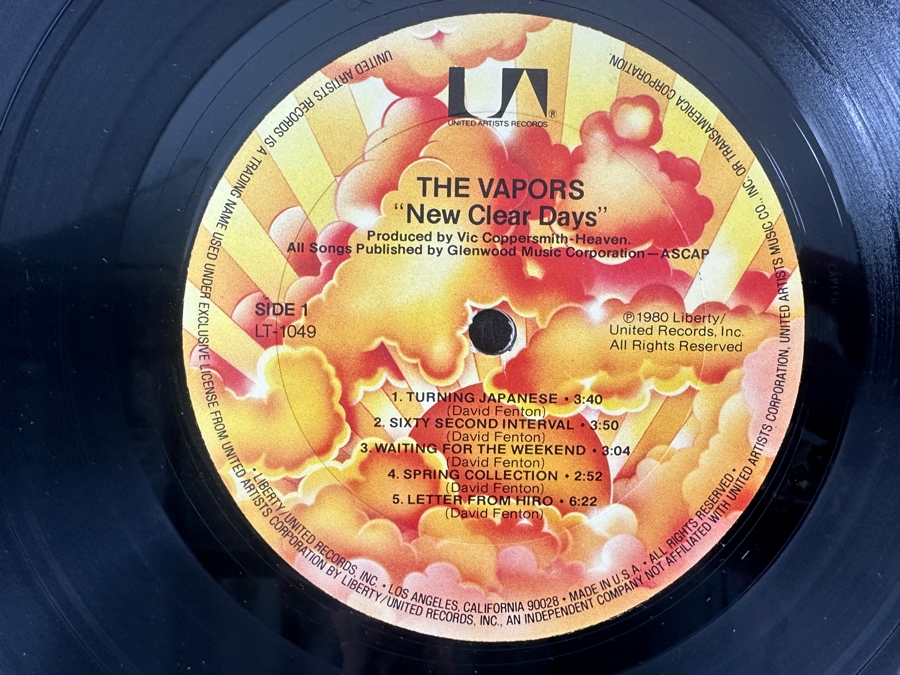 UA®
UNITED ARTISTS RECORDS
THE VAPORS
“New Clear Days”
Produced by Vic Coppersmith-Heaven.
All Songs Published by Glenwood Music Corporation—ASCAP
SIDE 1
LT-1049
℗1980 Liberty/
United Records, Inc.
All Rights Reserved
1. TURNING JAPANESE • 3:40
(David Fenton)
2. SIXTY SECOND INTERVAL • 3:50
(David Fenton)
3. WAITING FOR THE WEEKEND • 3:04
(David Fenton)
4. SPRING COLLECTION • 2:52
(David Fenton)
5. LETTER FROM HIRO • 6:22
(David Fenton)
• LIBERTY/UNITED RECORDS, INC. • LOS ANGELES, CALIFORNIA 90028 • MADE IN U S A • ALL RIGHTS RESERVED •
UNITED ARTISTS RECORDS IS A TRADING NAME USED UNDER EXCLUSIVE LICENSE FROM UNITED ARTISTS CORPORATION BY LIBERTY/UNITED RECORDS, INC., AN INDEPENDENT COMPANY NOT AFFILIATED WITH UNITED ARTISTS CORPORATION, UNITED ARTISTS MUSIC CO., INC. OR TRANSAMERICA CORPORATION.